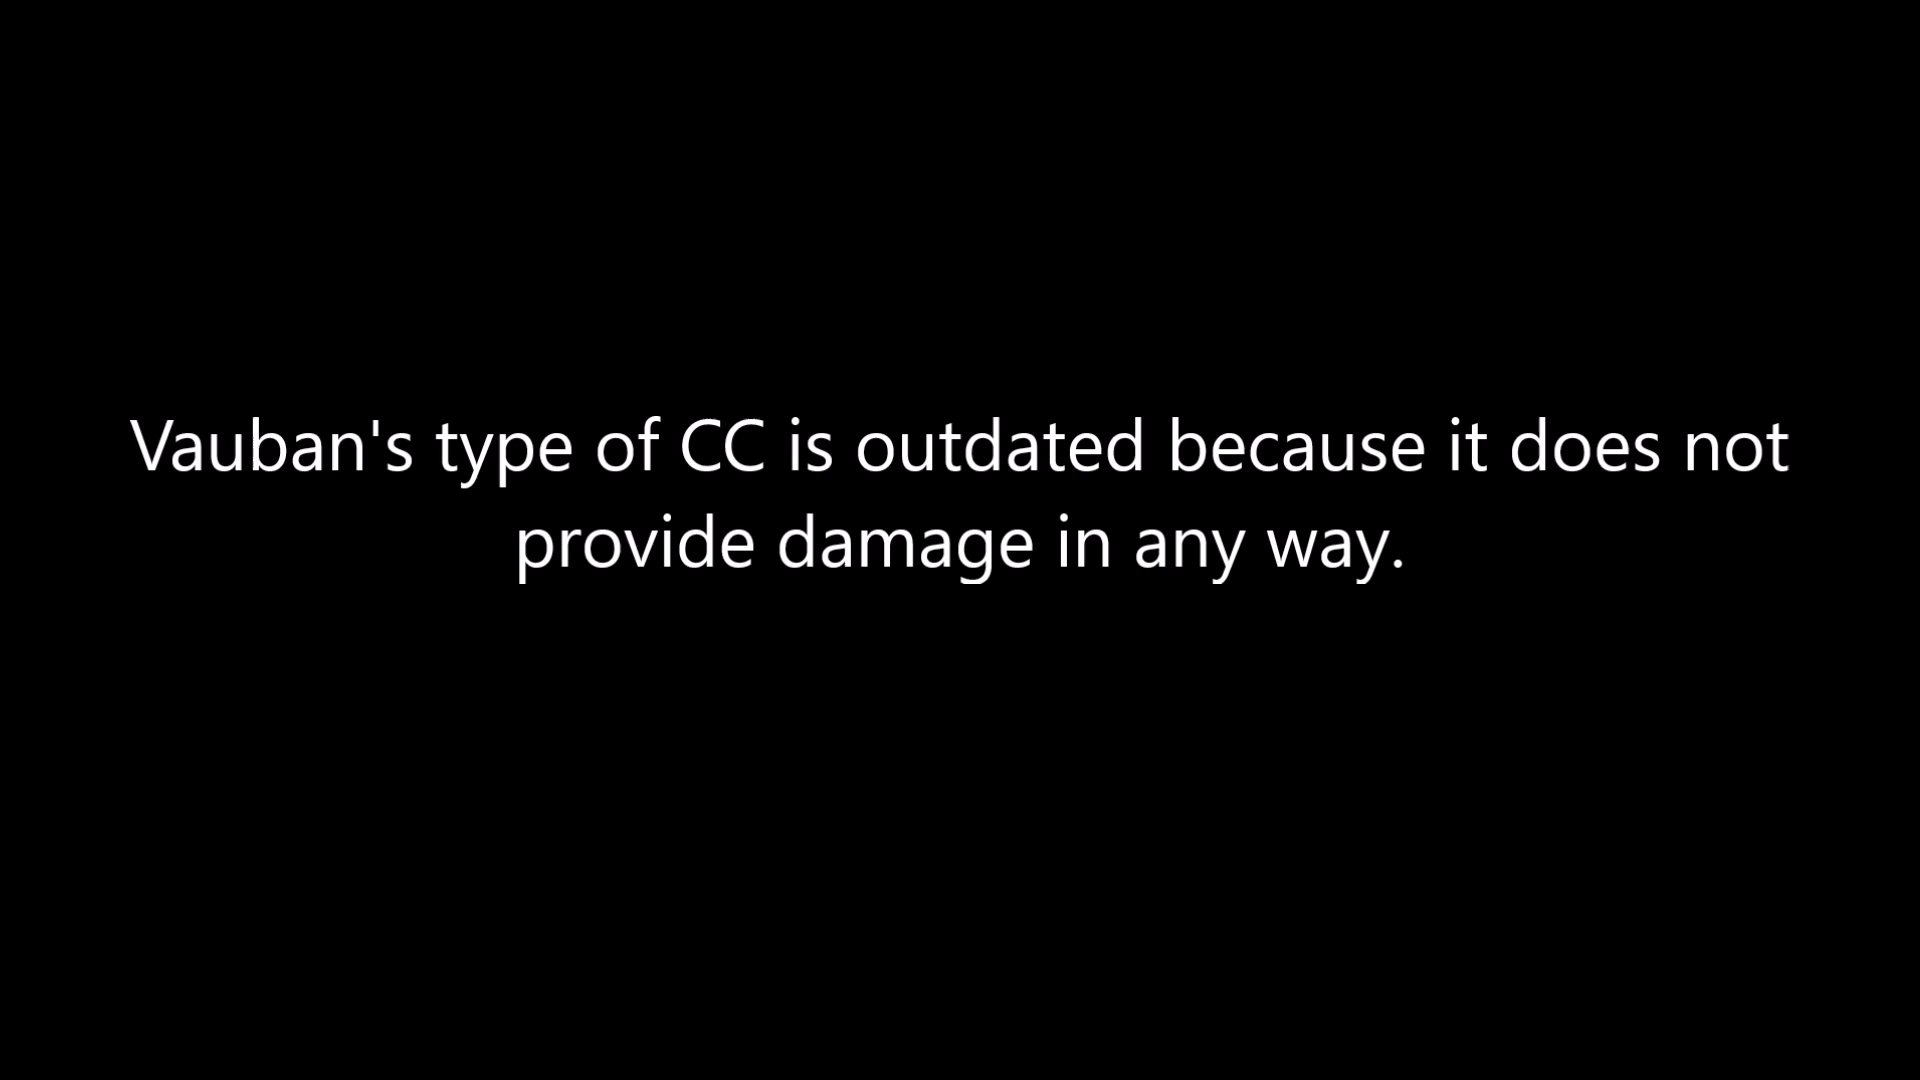 Vauban's type of CC is outdated because it does not
provide damage in any way.